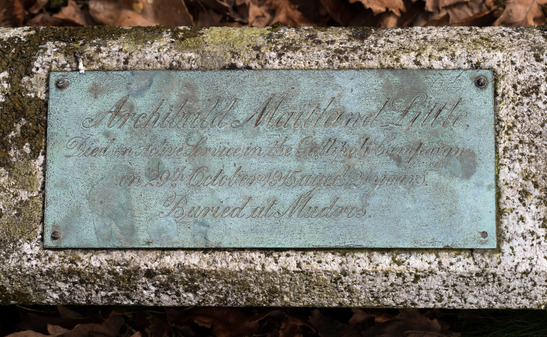 Archibald Maitland Little.
Died on Active Service in the Gallipoli Campaign
on 29th October 1915 aged 21 years.
Buried at Mudros.